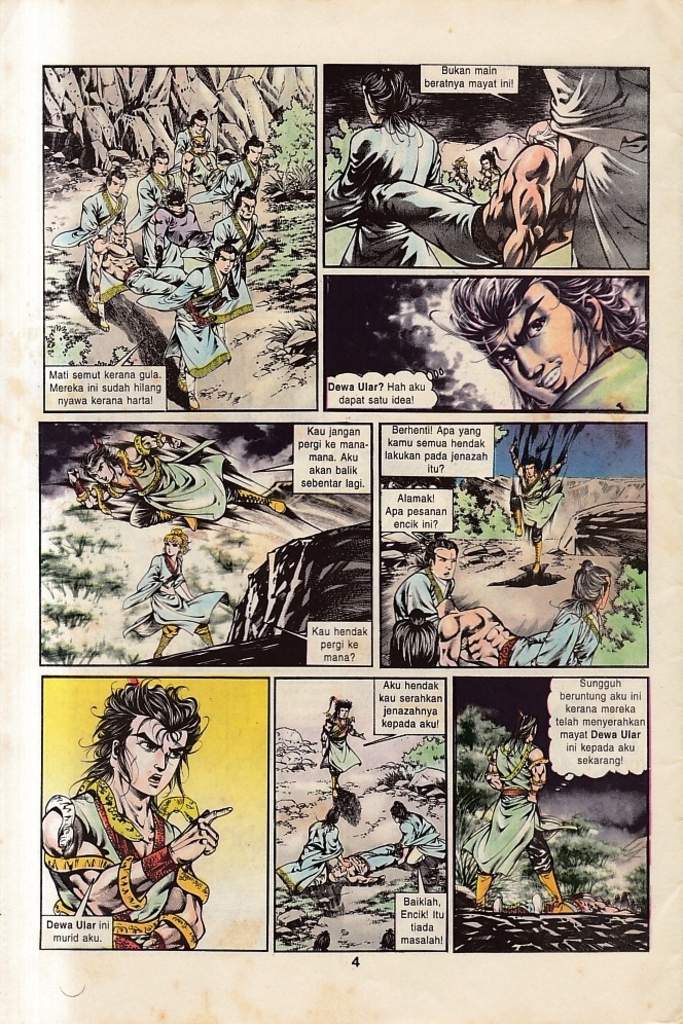 Mati semut kerana gula.
Mereka ini sudah hilang
nyawa kerana harta!
Bukan main
beratnya mayat ini!
Dewa Ular? Hah aku
dapat satu idea!
Kau jangan
pergi ke mana-
mana. Aku
akan balik
sebentar lagi.
Kau hendak
pergi ke
mana?
Berhenti! Apa yang
kamu semua hendak
lakukan pada jenazah
itu?
Alamak!
Apa pesanan
encik ini?
Dewa Ular ini
murid aku.
Aku hendak
kau serahkan
jenazahnya
kepada aku!
Baiklah,
Encik! Itu
tiada
masalah!
Sungguh
beruntung aku ini
kerana mereka
telah menyerahkan
mayat Dewa Ular
ini kepada aku
sekarang!
4